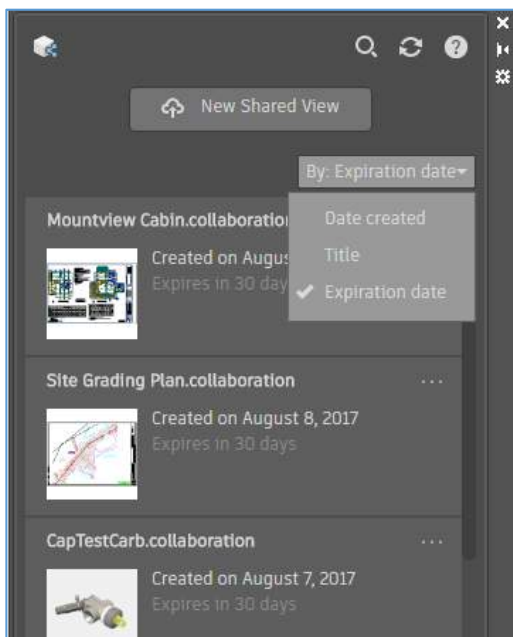 New Shared View
By: Expiration date
Date created
Title
Expiration date
Mountview Cabin.collaboration
Created on Augus
Expires in 30 day
Site Grading Plan.collaboration
Created on August 8, 2017
Expires in 30 days
CapTestCarb.collaboration
Created on August 7, 2017
Expires in 30 days